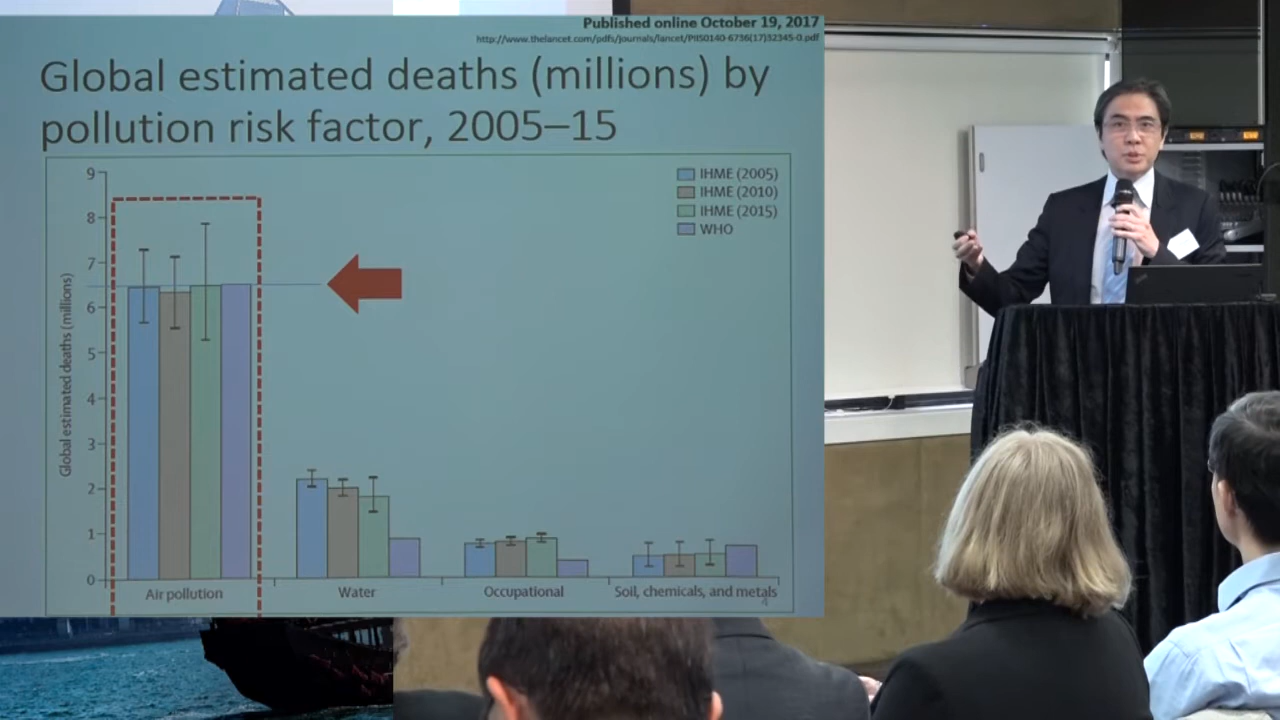 Published online October 19, 2017
http://www.thelancet.com/pdfs/journals/lancet/PIIS0140-6736(17)32345-0.pdf
Global estimated deaths (millions) by
pollution risk factor, 2005–15
IHME (2005)
IHME (2010)
IHME (2015)
WHO
Global estimated deaths (millions)
9
8
7
6
5
4
3
2
1
0
Air pollution
Water
Occupational
Soil, chemicals, and metals
4